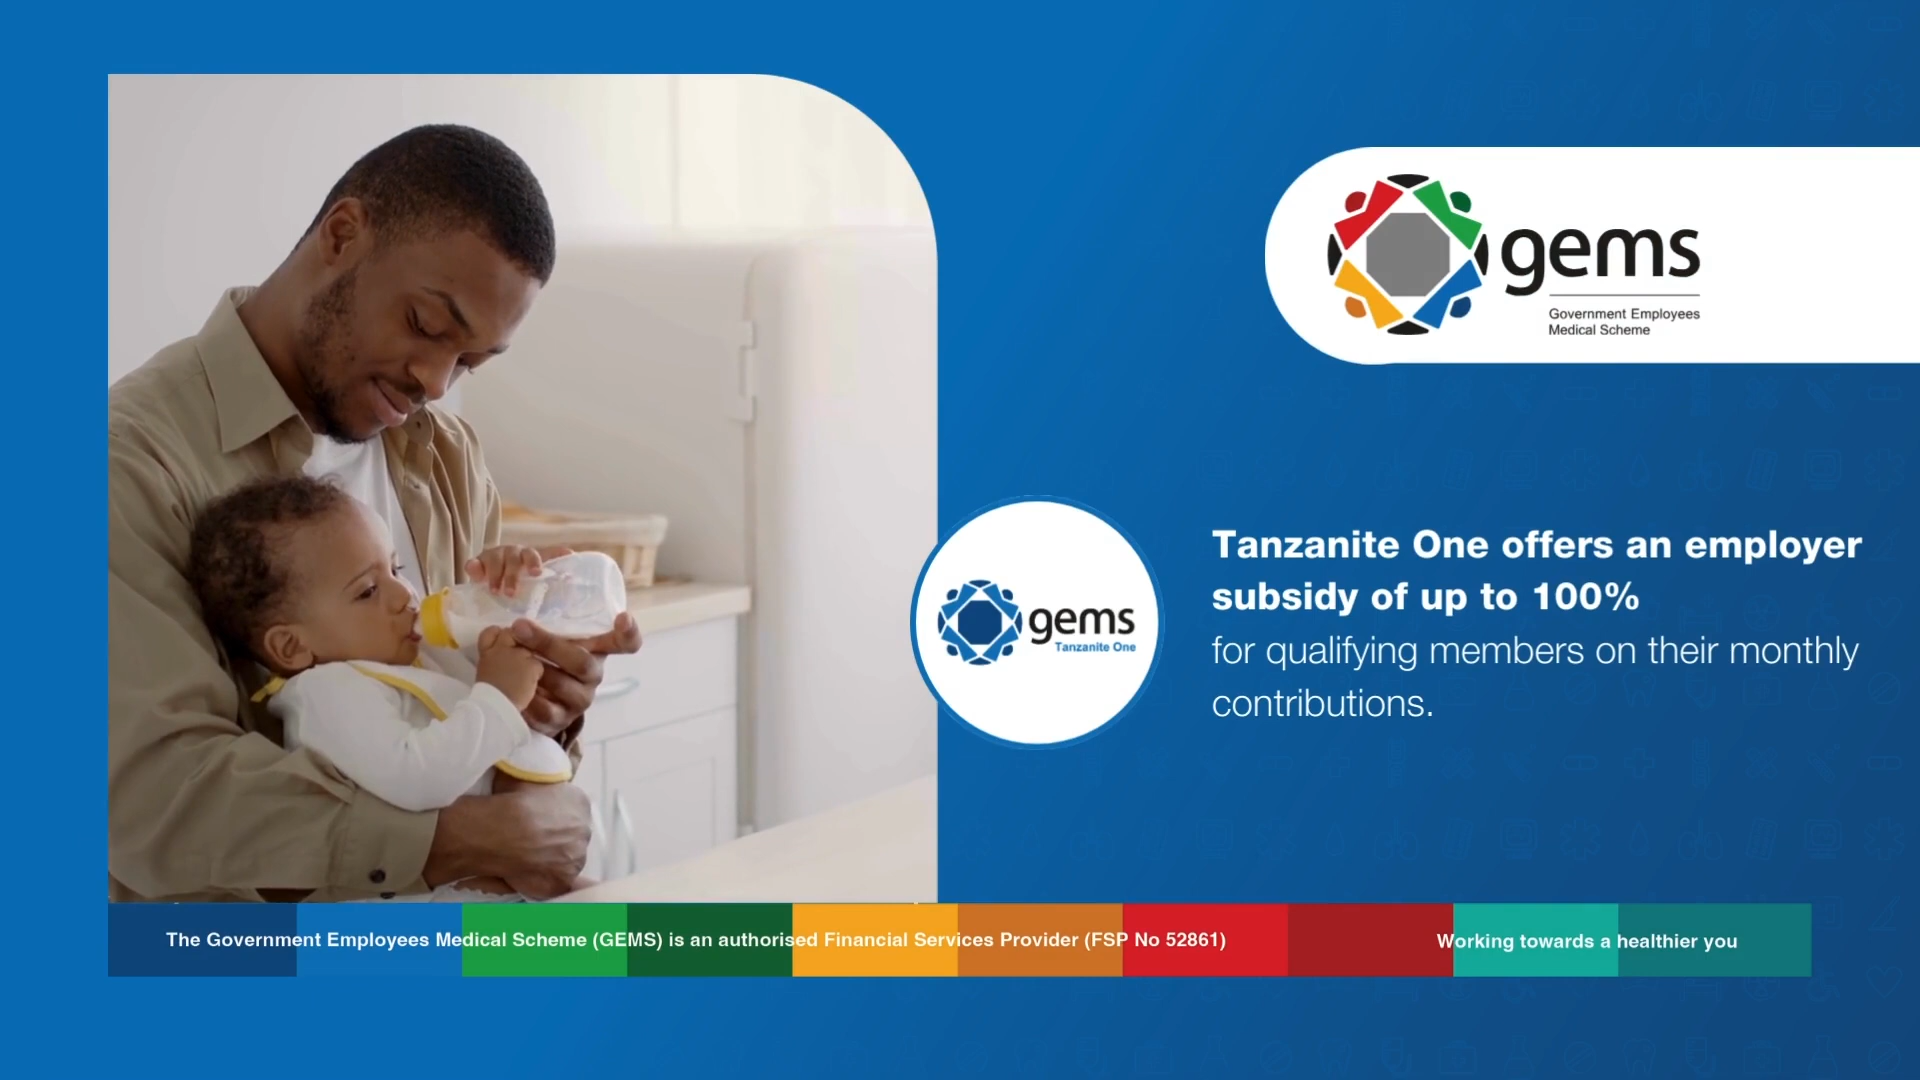 gems
Government Employees
Medical Scheme
Tanzanite One offers an employer
subsidy of up to 100%
for qualifying members on their monthly
contributions.
gems
Tanzanite One
The Government Employees Medical Scheme (GEMS) is an authorised Financial Services Provider (FSP No 52861)
Working towards a healthier you